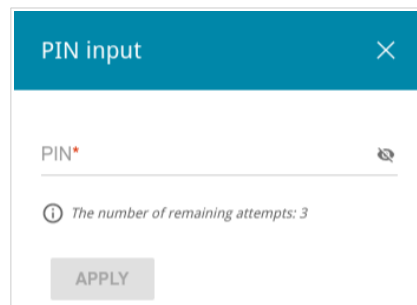 PIN input
PIN*
The number of remaining attempts: 3
APPLY